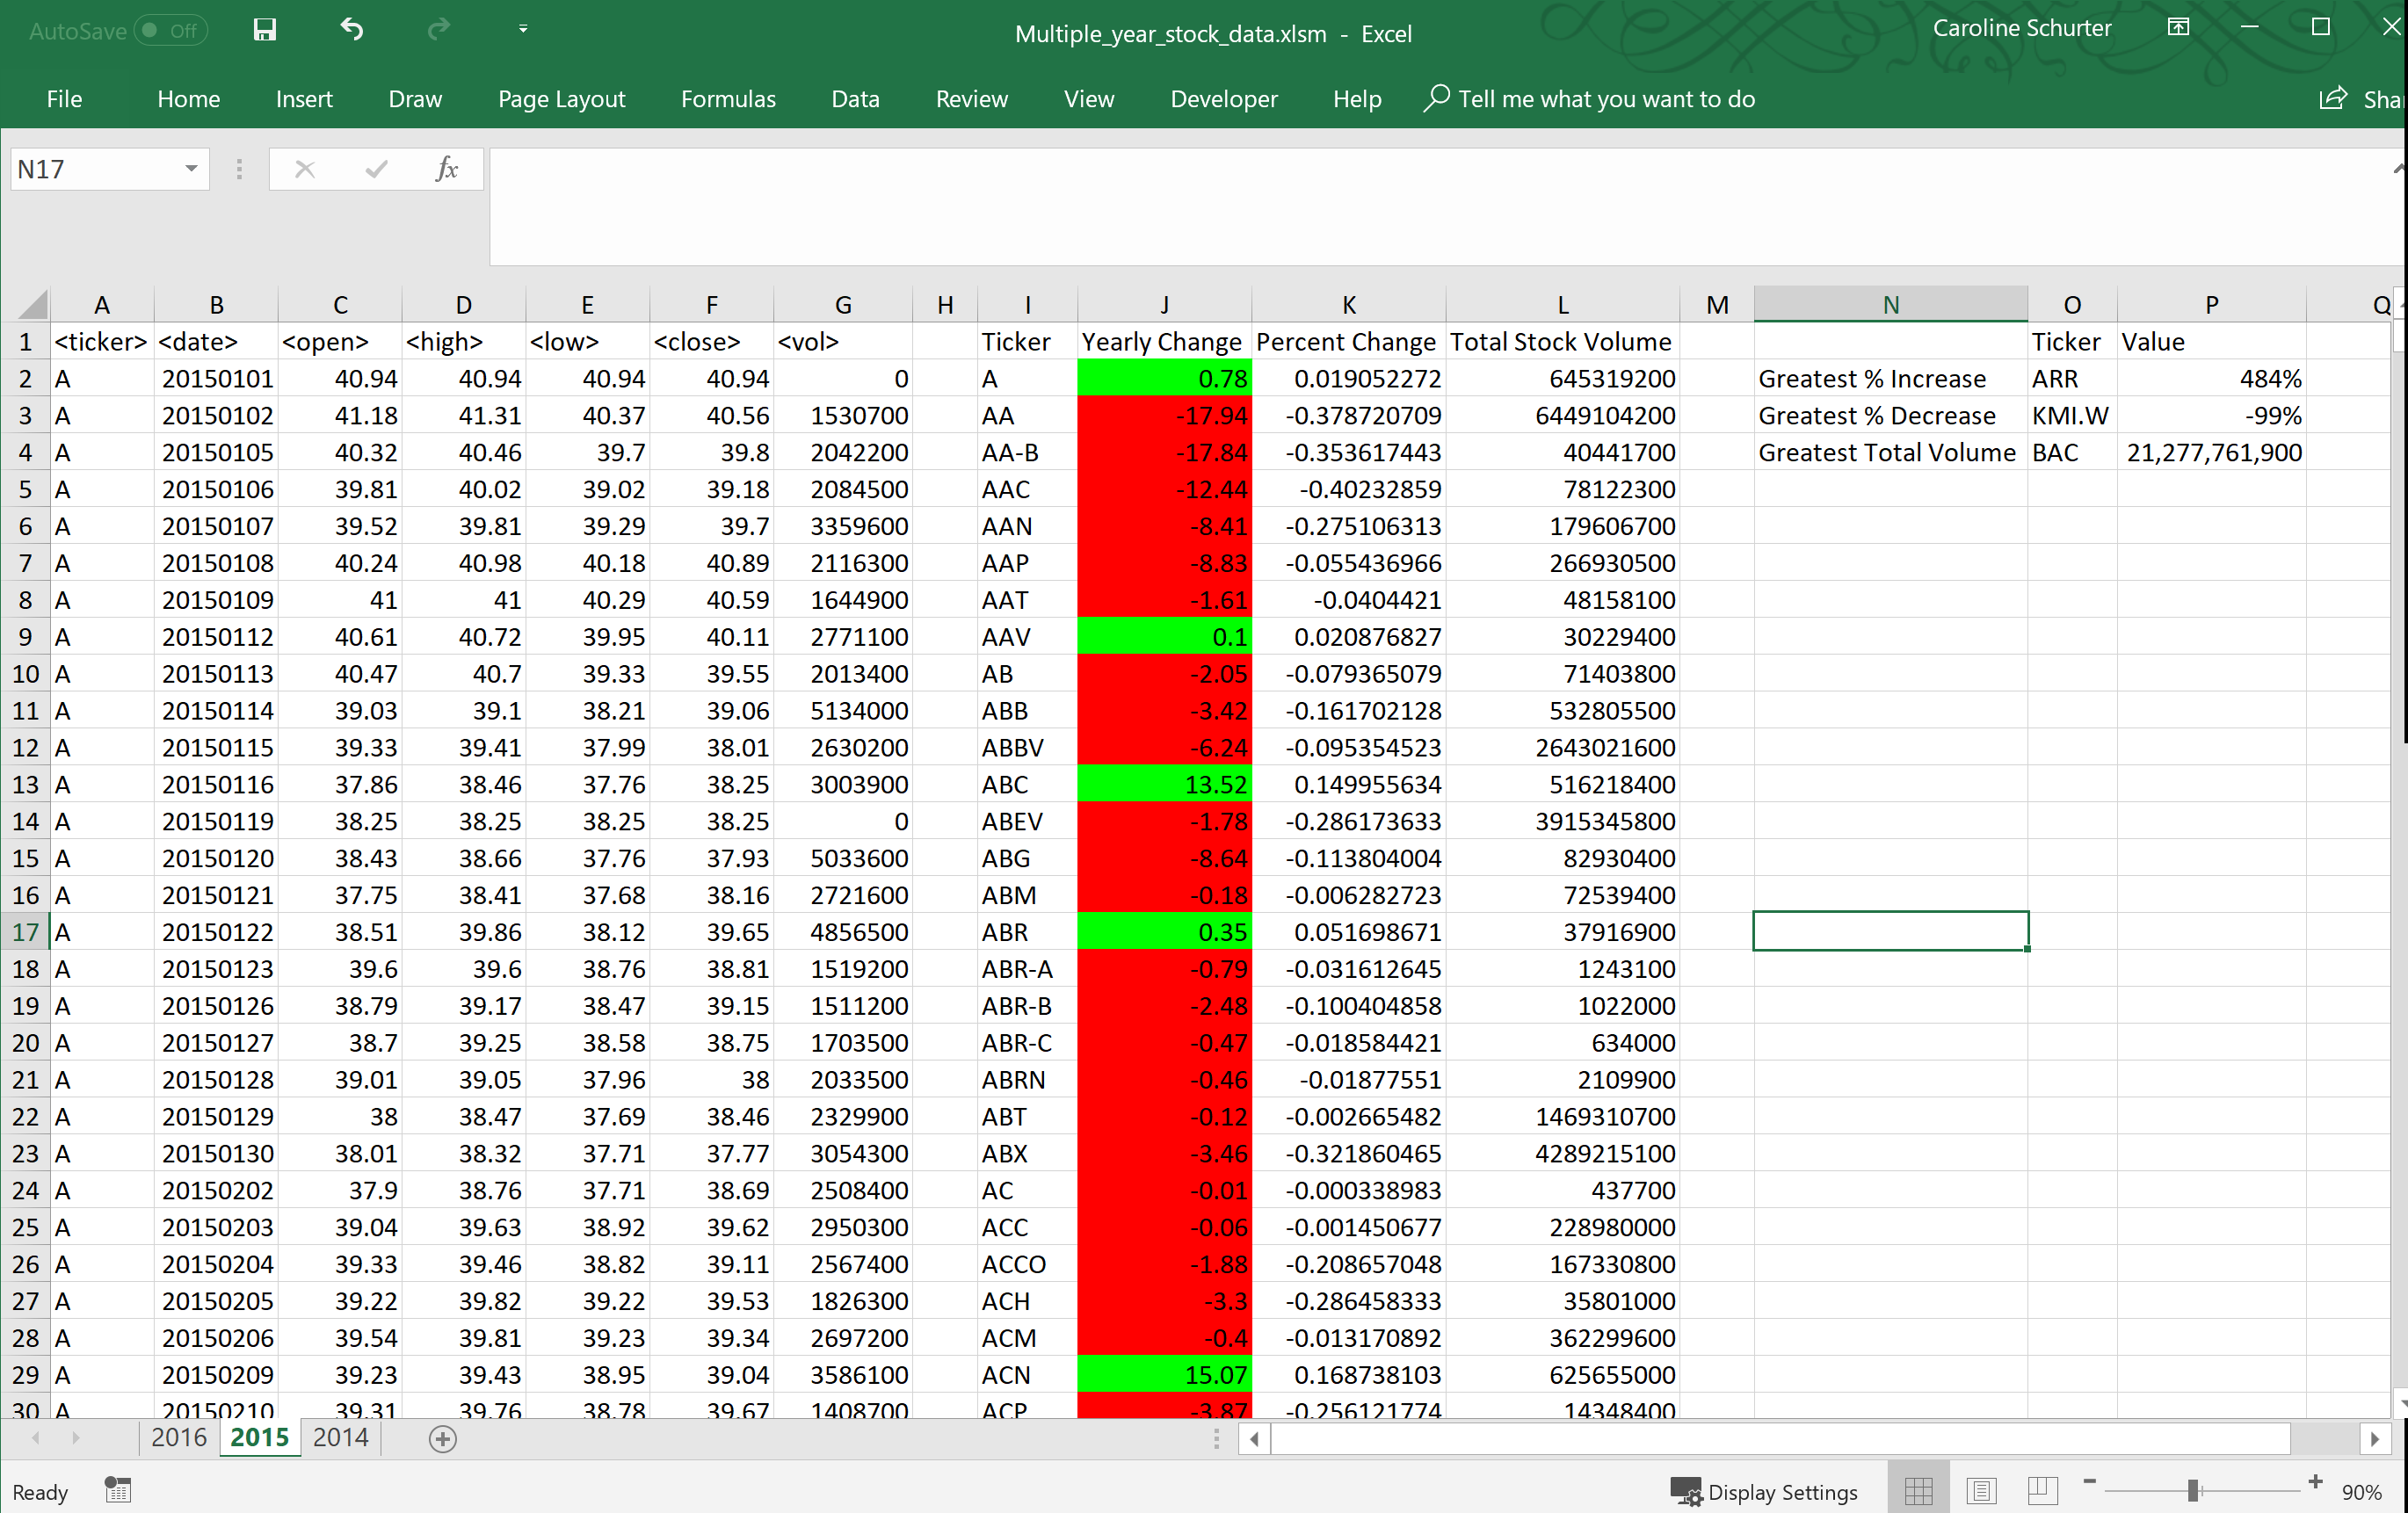 AutoSave Off Multiple_year_stock_data.xlsm - Excel Caroline Schurter
File Home Insert Draw Page Layout Formulas Data Review View Developer Help Tell me what you want to do
N17 fx
A B C D E F G H I J K L M N O P Q
1 <ticker> <date> <open> <high> <low> <close> <vol> Ticker Yearly Change Percent Change Total Stock Volume Ticker Value
2 A 20150101 40.94 40.94 40.94 40.94 0 A 0.78 0.019052272 645319200 Greatest % Increase ARR 484%
3 A 20150102 41.18 41.31 40.37 40.56 1530700 AA -17.94 -0.378720709 6449104200 Greatest % Decrease KMI.W -99%
4 A 20150105 40.32 40.46 39.7 39.8 2042200 AA-B -17.84 -0.353617443 40441700 Greatest Total Volume BAC 21,277,761,900
5 A 20150106 39.81 40.02 39.02 39.18 2084500 AAC -12.44 -0.40232859 78122300
6 A 20150107 39.52 39.81 39.29 39.7 3359600 AAN -8.41 -0.275106313 179606700
7 A 20150108 40.24 40.98 40.18 40.89 2116300 AAP -8.83 -0.055436966 266930500
8 A 20150109 41 41 40.29 40.59 1644900 AAT -1.61 -0.0404421 48158100
9 A 20150112 40.61 40.72 39.95 40.11 2771100 AAV 0.1 0.020876827 30229400
10 A 20150113 40.47 40.7 39.33 39.55 2013400 AB -2.05 -0.079365079 71403800
11 A 20150114 39.03 39.1 38.21 39.06 5134000 ABB -3.42 -0.161702128 532805500
12 A 20150115 39.33 39.41 37.99 38.01 2630200 ABBV -6.24 -0.095354523 2643021600
13 A 20150116 37.86 38.46 37.76 38.25 3003900 ABC 13.52 0.149955634 516218400
14 A 20150119 38.25 38.25 38.25 38.25 0 ABEV -1.78 -0.286173633 3915345800
15 A 20150120 38.43 38.66 37.76 37.93 5033600 ABG -8.64 -0.113804004 82930400
16 A 20150121 37.75 38.41 37.68 38.16 2721600 ABM -0.18 -0.006282723 72539400
17 A 20150122 38.51 39.86 38.12 39.65 4856500 ABR 0.35 0.051698671 37916900
18 A 20150123 39.6 39.6 38.76 38.81 1519200 ABR-A -0.79 -0.031612645 1243100
19 A 20150126 38.79 39.17 38.47 39.15 1511200 ABR-B -2.48 -0.100404858 1022000
20 A 20150127 38.7 39.25 38.58 38.75 1703500 ABR-C -0.47 -0.018584421 634000
21 A 20150128 39.01 39.05 37.96 38 2033500 ABRN -0.46 -0.01877551 2109900
22 A 20150129 38 38.47 37.69 38.46 2329900 ABT -0.12 -0.002665482 1469310700
23 A 20150130 38.01 38.32 37.71 37.77 3054300 ABX -3.46 -0.321860465 4289215100
24 A 20150202 37.9 38.76 37.71 38.69 2508400 AC -0.01 -0.000338983 437700
25 A 20150203 39.04 39.63 38.92 39.62 2950300 ACC -0.06 -0.001450677 228980000
26 A 20150204 39.33 39.46 38.82 39.11 2567400 ACCO -1.88 -0.208657048 167330800
27 A 20150205 39.22 39.82 39.22 39.53 1826300 ACH -3.3 -0.286458333 35801000
28 A 20150206 39.54 39.81 39.23 39.34 2697200 ACM -0.4 -0.013170892 362299600
29 A 20150209 39.23 39.43 38.95 39.04 3586100 ACN 15.07 0.168738103 625655000
30 A 20150210 39.31 39.76 38.78 39.67 1408700 ACP -3.87 -0.256121774 14348400
2016 2015 2014
Ready Display Settings 90%